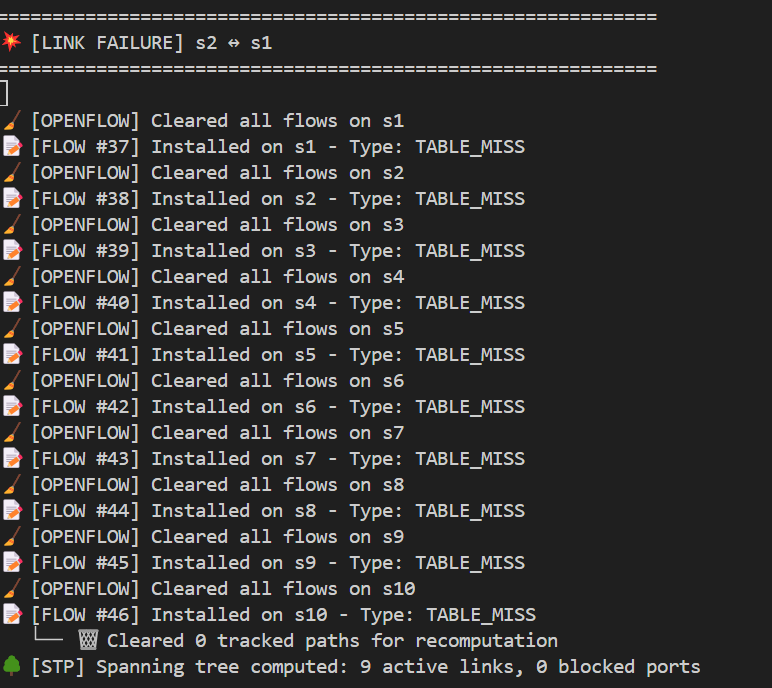 ============================================================
💥 [LINK FAILURE] s2 ↔ s1
============================================================
🧹 [OPENFLOW] Cleared all flows on s1
📝 [FLOW #37] Installed on s1 - Type: TABLE_MISS
🧹 [OPENFLOW] Cleared all flows on s2
📝 [FLOW #38] Installed on s2 - Type: TABLE_MISS
🧹 [OPENFLOW] Cleared all flows on s3
📝 [FLOW #39] Installed on s3 - Type: TABLE_MISS
🧹 [OPENFLOW] Cleared all flows on s4
📝 [FLOW #40] Installed on s4 - Type: TABLE_MISS
🧹 [OPENFLOW] Cleared all flows on s5
📝 [FLOW #41] Installed on s5 - Type: TABLE_MISS
🧹 [OPENFLOW] Cleared all flows on s6
📝 [FLOW #42] Installed on s6 - Type: TABLE_MISS
🧹 [OPENFLOW] Cleared all flows on s7
📝 [FLOW #43] Installed on s7 - Type: TABLE_MISS
🧹 [OPENFLOW] Cleared all flows on s8
📝 [FLOW #44] Installed on s8 - Type: TABLE_MISS
🧹 [OPENFLOW] Cleared all flows on s9
📝 [FLOW #45] Installed on s9 - Type: TABLE_MISS
🧹 [OPENFLOW] Cleared all flows on s10
📝 [FLOW #46] Installed on s10 - Type: TABLE_MISS
└── 🗑️ Cleared 0 tracked paths for recomputation
🌳 [STP] Spanning tree computed: 9 active links, 0 blocked ports